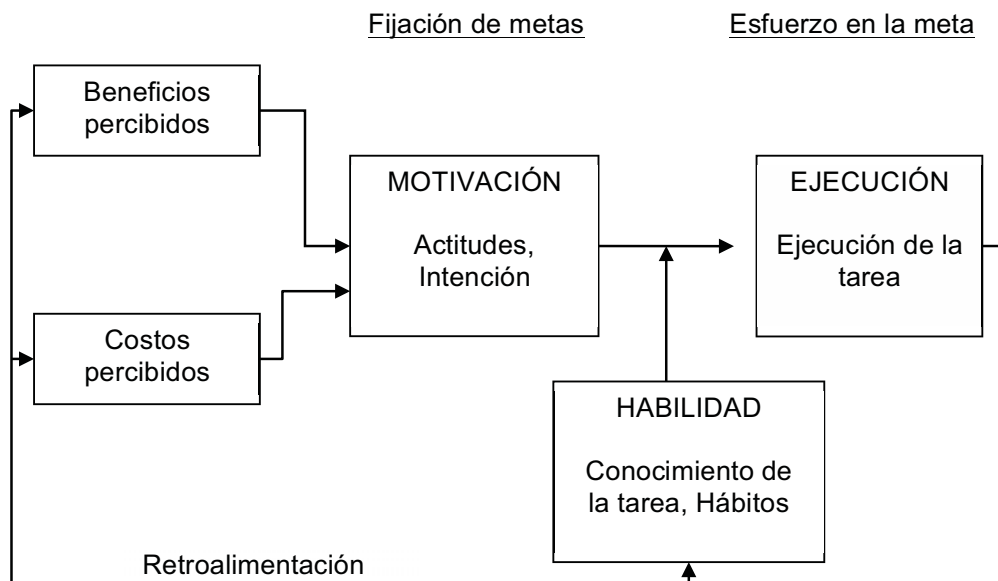 Fijación de metas
Esfuerzo en la meta
Beneficios
percibidos
MOTIVACIÓN
Actitudes,
Intención
EJECUCIÓN
Ejecución de la
tarea
Costos
percibidos
HABILIDAD
Conocimiento de
la tarea, Hábitos
Retroalimentación